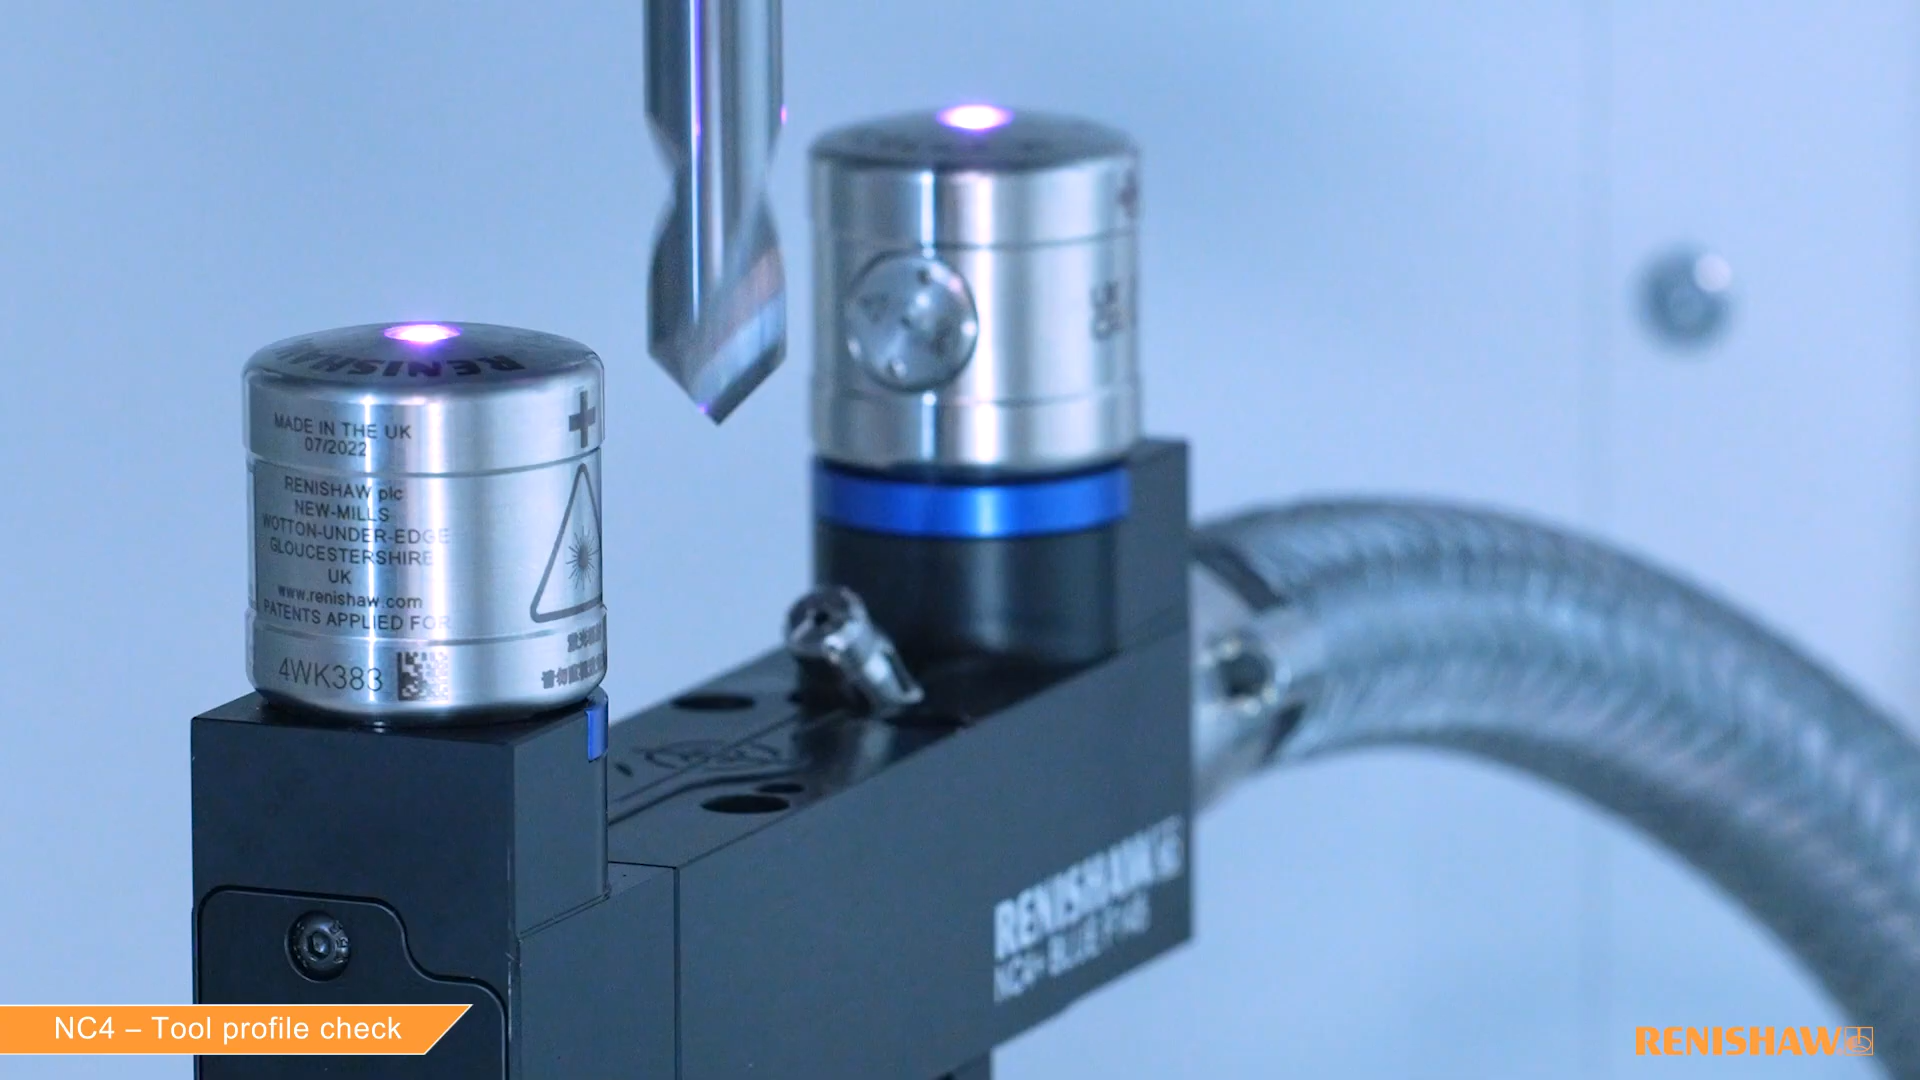 RENISHAW
MADE IN THE UK
07/2022
RENISHAW plc
NEW-MILLS
WOTTON-UNDER-EDGE
GLOUCESTERSHIRE
UK
www.renishaw.com
PATENTS APPLIED FOR
4WK383
RENISHAW
NC4+ BLUE F145
NC4 – Tool profile check
RENISHAW